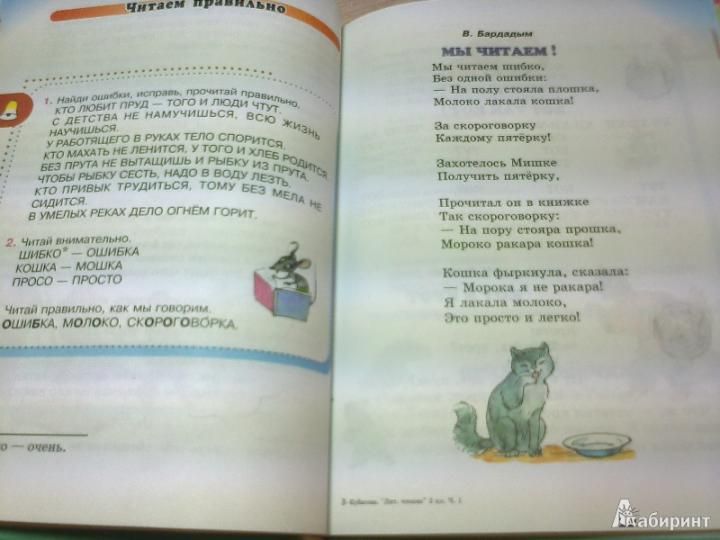 Читаем правильно
1. Найди ошибки, исправь, прочитай правильно.
КТО ЛЮБИТ ПРУД — ТОГО И ЛЮДИ ЧТУТ.
С ДЕТСТВА НЕ НАМУЧИШЬСЯ, ВСЮ ЖИЗНЬ
НАУЧИШЬСЯ.
У РАБОТЯЩЕГО В РУКАХ ТЕЛО СПОРИТСЯ.
КТО МАХАТЬ НЕ ЛЕНИТСЯ, У ТОГО И ХЛЕБ РОДИТСЯ.
БЕЗ ПРУТА НЕ ВЫТАЩИШЬ И РЫБКУ ИЗ ПРУТА.
ЧТОБЫ РЫБКУ СЕСТЬ, НАДО В ВОДУ ЛЕЗТЬ.
КТО ПРИВЫК ТРУДИТЬСЯ, ТОМУ БЕЗ МЕЛА НЕ
СИДИТСЯ.
В УМЕЛЫХ РЕКАХ ДЕЛО ОГНЁМ ГОРИТ.
2. Читай внимательно.
ШИБКО* — ОШИБКА
КОШКА — МОШКА
ПРОСО — ПРОСТО
Читай правильно, как мы говорим.
ОШИБКА, МОЛОКО, СКОРОГОВОРКА.
о — очень.
В. Бардадым
МЫ ЧИТАЕМ!
Мы читаем шибко,
Без одной ошибки:
— На полу стояла плошка,
Молоко лакала кошка!
За скороговорку
Каждому пятёрку!
Захотелось Мишке
Получить пятёрку,
Прочитал он в книжке
Так скороговорку:
— На пору стояра прошка,
Мороко ракара кошка!
Кошка фыркнула, сказала:
— Морока я не ракара!
Я лакала молоко,
Это просто и легко!
"Лит. чтение" 2 кл. Ч. 1
Лабиринт